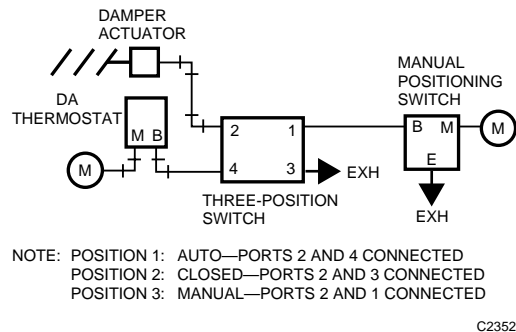 DAMPER
ACTUATOR
MANUAL
POSITIONING
SWITCH
DA
THERMOSTAT
M B
M
2 1
4 3
EXH
B M
E
M
EXH
THREE-POSITION
SWITCH
NOTE: POSITION 1: AUTO—PORTS 2 AND 4 CONNECTED
POSITION 2: CLOSED—PORTS 2 AND 3 CONNECTED
POSITION 3: MANUAL—PORTS 2 AND 1 CONNECTED
C2352